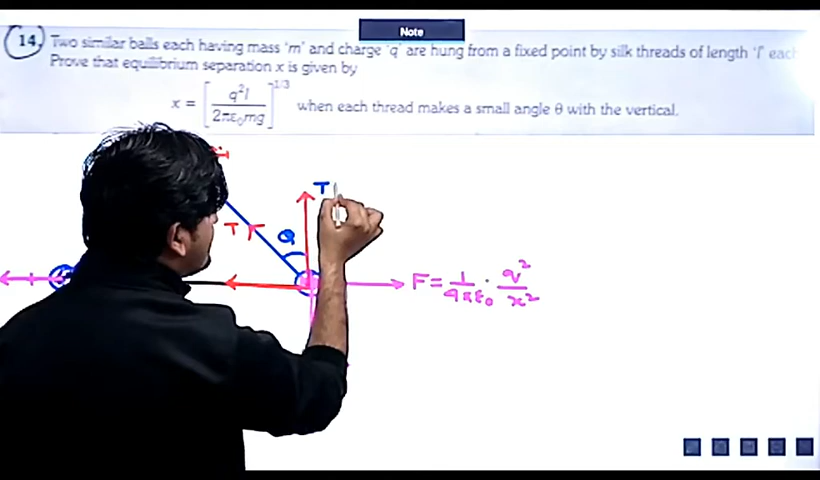 Note
14. Two similar balls each having mass 'm' and charge 'q' are hung from a fixed point by silk threads of length 'l' each
Prove that equilibrium separation x is given by
x = [q²l / 2πε₀mg]^1/3 when each thread makes a small angle θ with the vertical.
T
T
θ
F = 1/4πε₀ · q²/x²